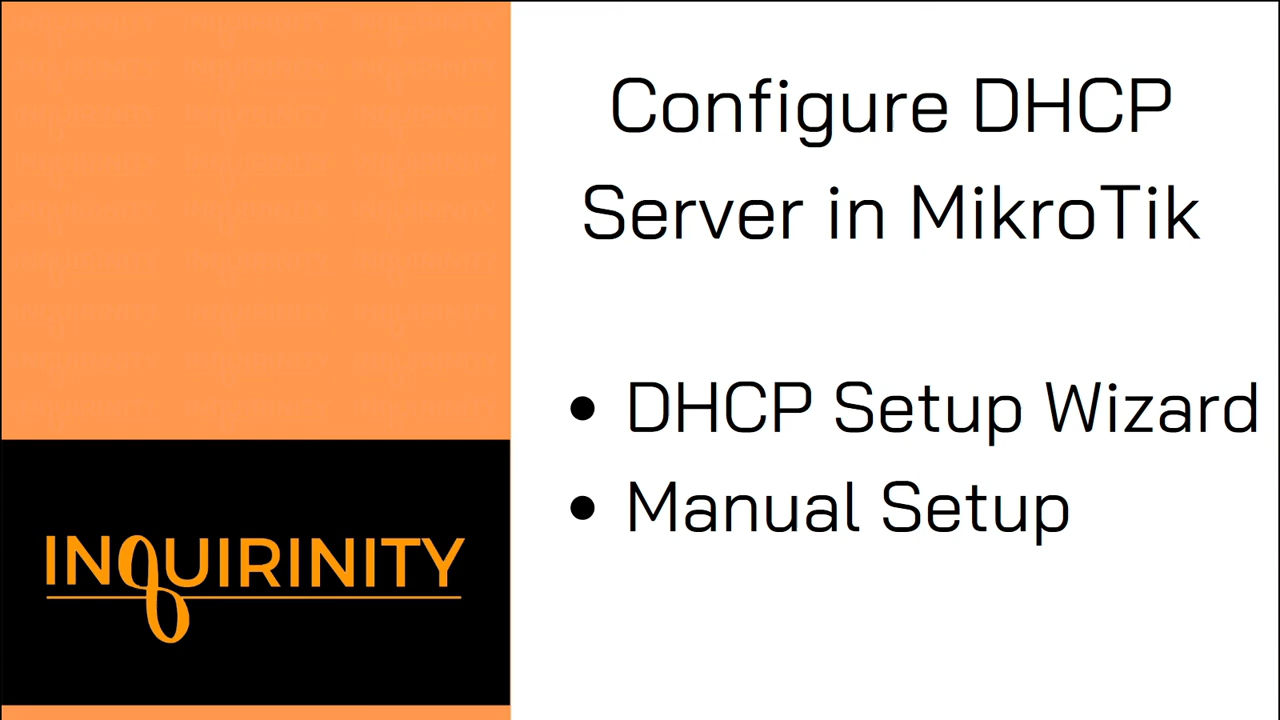 Configure DHCP
Server in MikroTik
• DHCP Setup Wizard
• Manual Setup
INQUIRINITY